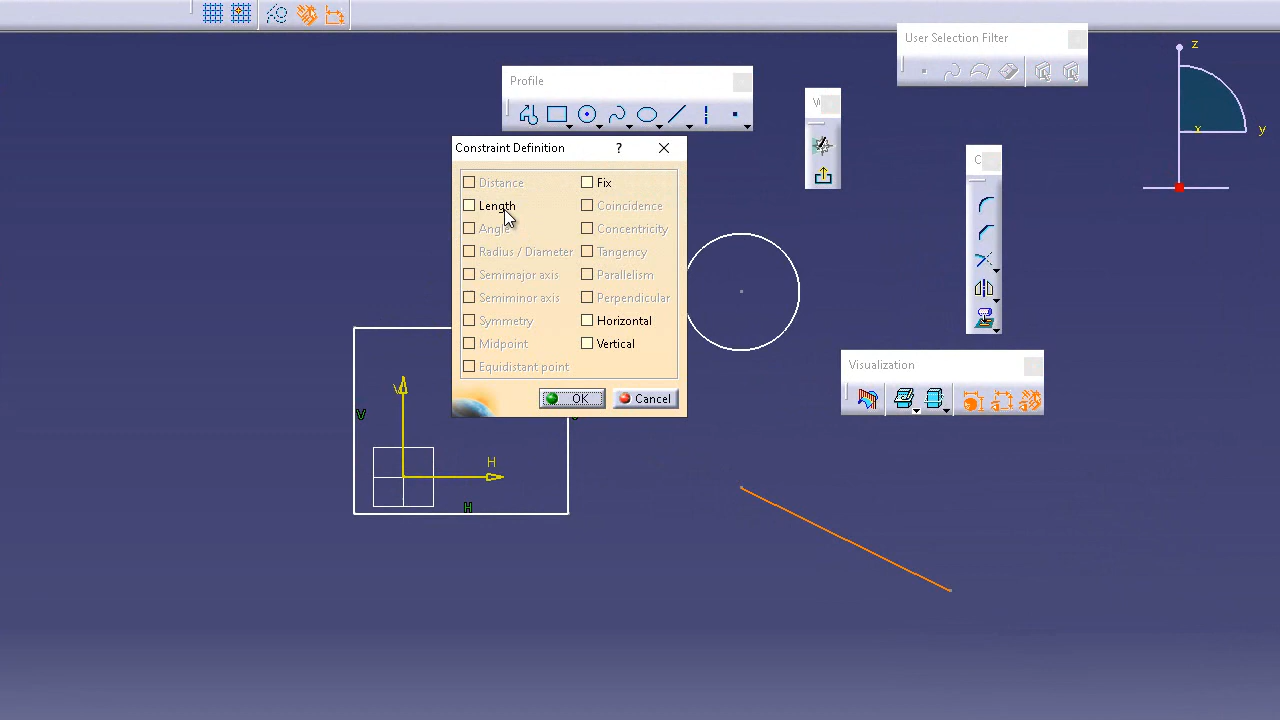 User Selection Filter
z
Profile
y
x
Constraint Definition
?
Distance
Fix
C
Length
Coincidence
Angle
Concentricity
Radius / Diameter
Tangency
Semimajor axis
Parallelism
Semiminor axis
Perpendicular
Symmetry
Horizontal
Midpoint
Vertical
Equidistant point
Visualization
OK
Cancel
V
V
H
H